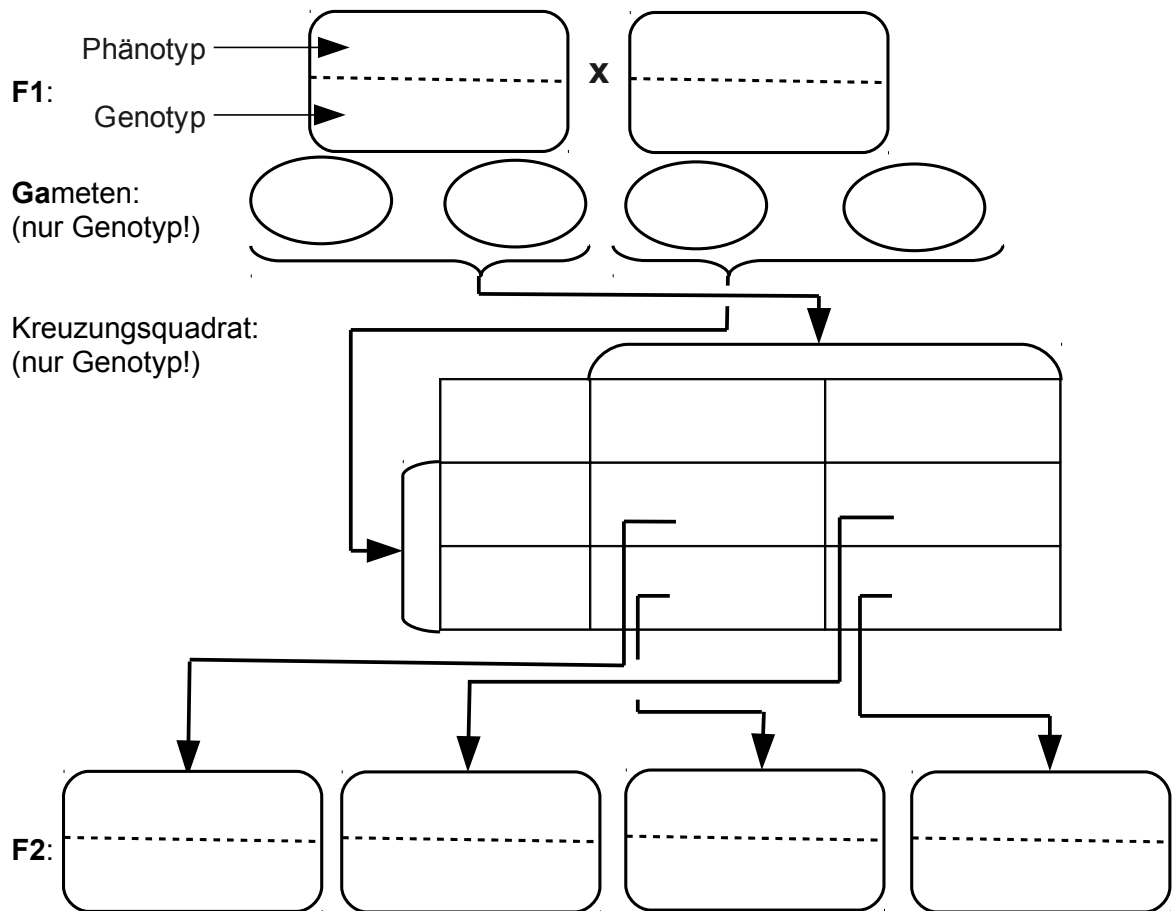 Phänotyp
x
F1:
Genotyp
Gameten:
(nur Genotyp!)
Kreuzungsquadrat:
(nur Genotyp!)
F2: